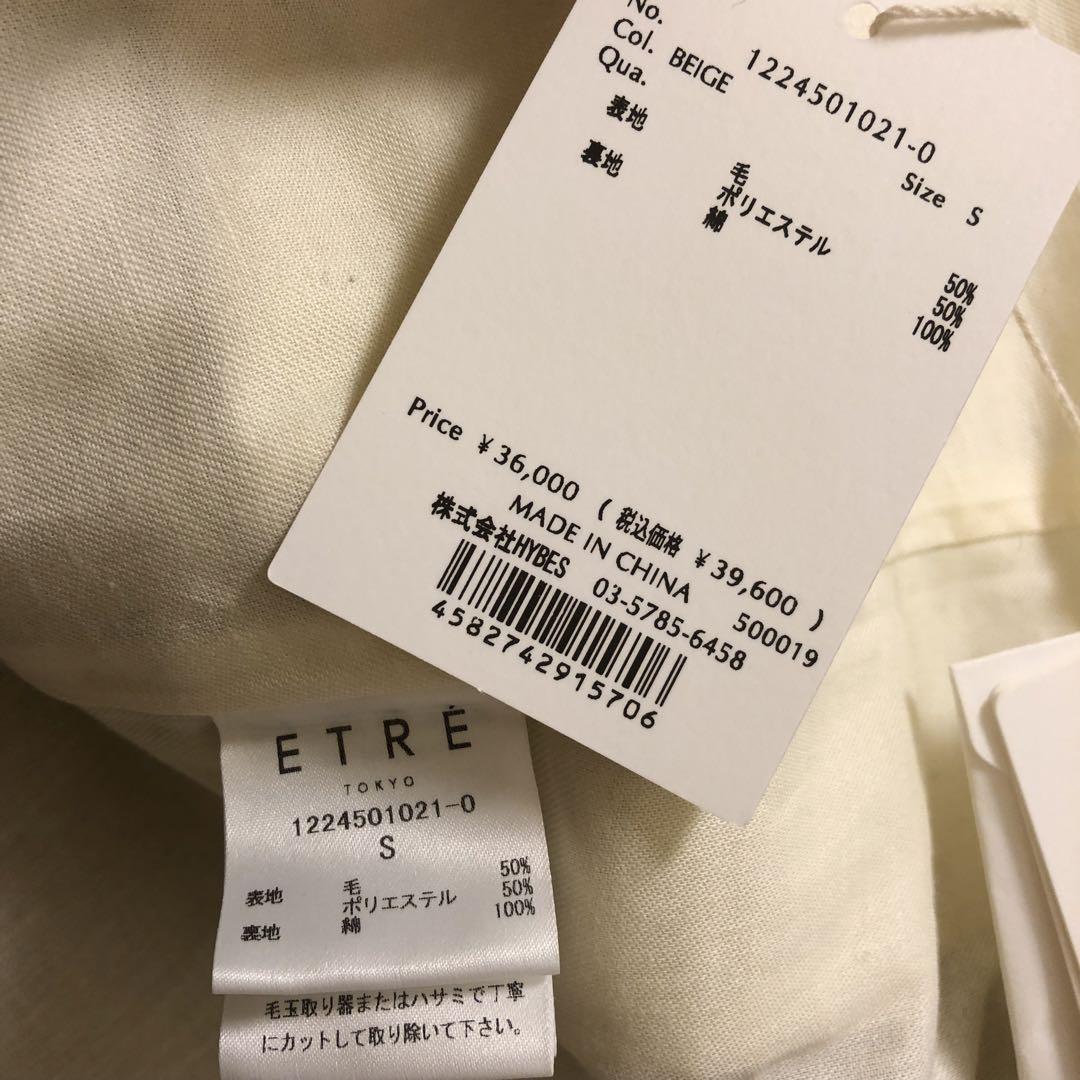 No. 1224501021-0
Col. BEIGE Size S
Qua.
表地 毛 50%
ポリエステル 50%
裏地 綿 100%
Price ¥36,000 ( 税込価格 ¥39,600 )
MADE IN CHINA 500019
株式会社HYBES 03-5785-6458
4582742915706
ETRÉ
TOKYO
1224501021-0
S
表地 毛 50%
ポリエステル 50%
裏地 綿 100%
毛玉取り器またはハサミで丁寧
にカットして取り除いて下さい。